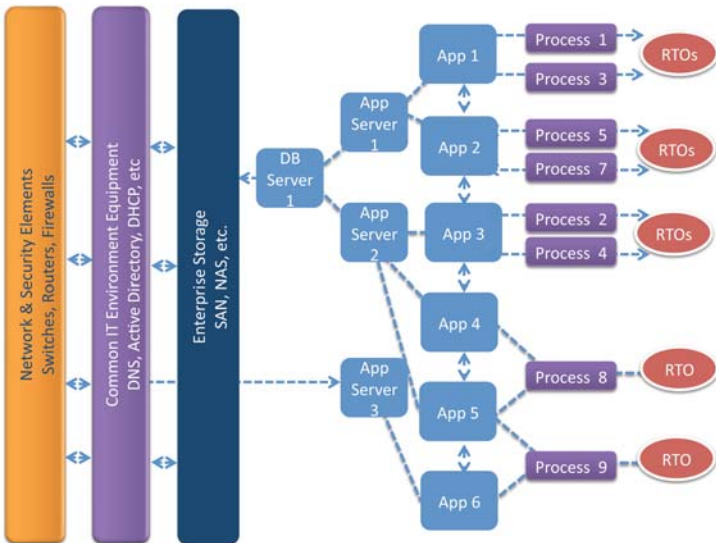 Network & Security Elements
Switches, Routers, Firewalls
Common IT Environment Equipment
DNS, Active Directory, DHCP, etc
Enterprise Storage
SAN, NAS, etc.
DB
Server
1
App
Server
1
App
Server
2
App
Server
3
App 1
App 2
App 3
App 4
App 5
App 6
Process 1
Process 3
Process 5
Process 7
Process 2
Process 4
Process 8
Process 9
RTOs
RTOs
RTOs
RTO
RTO